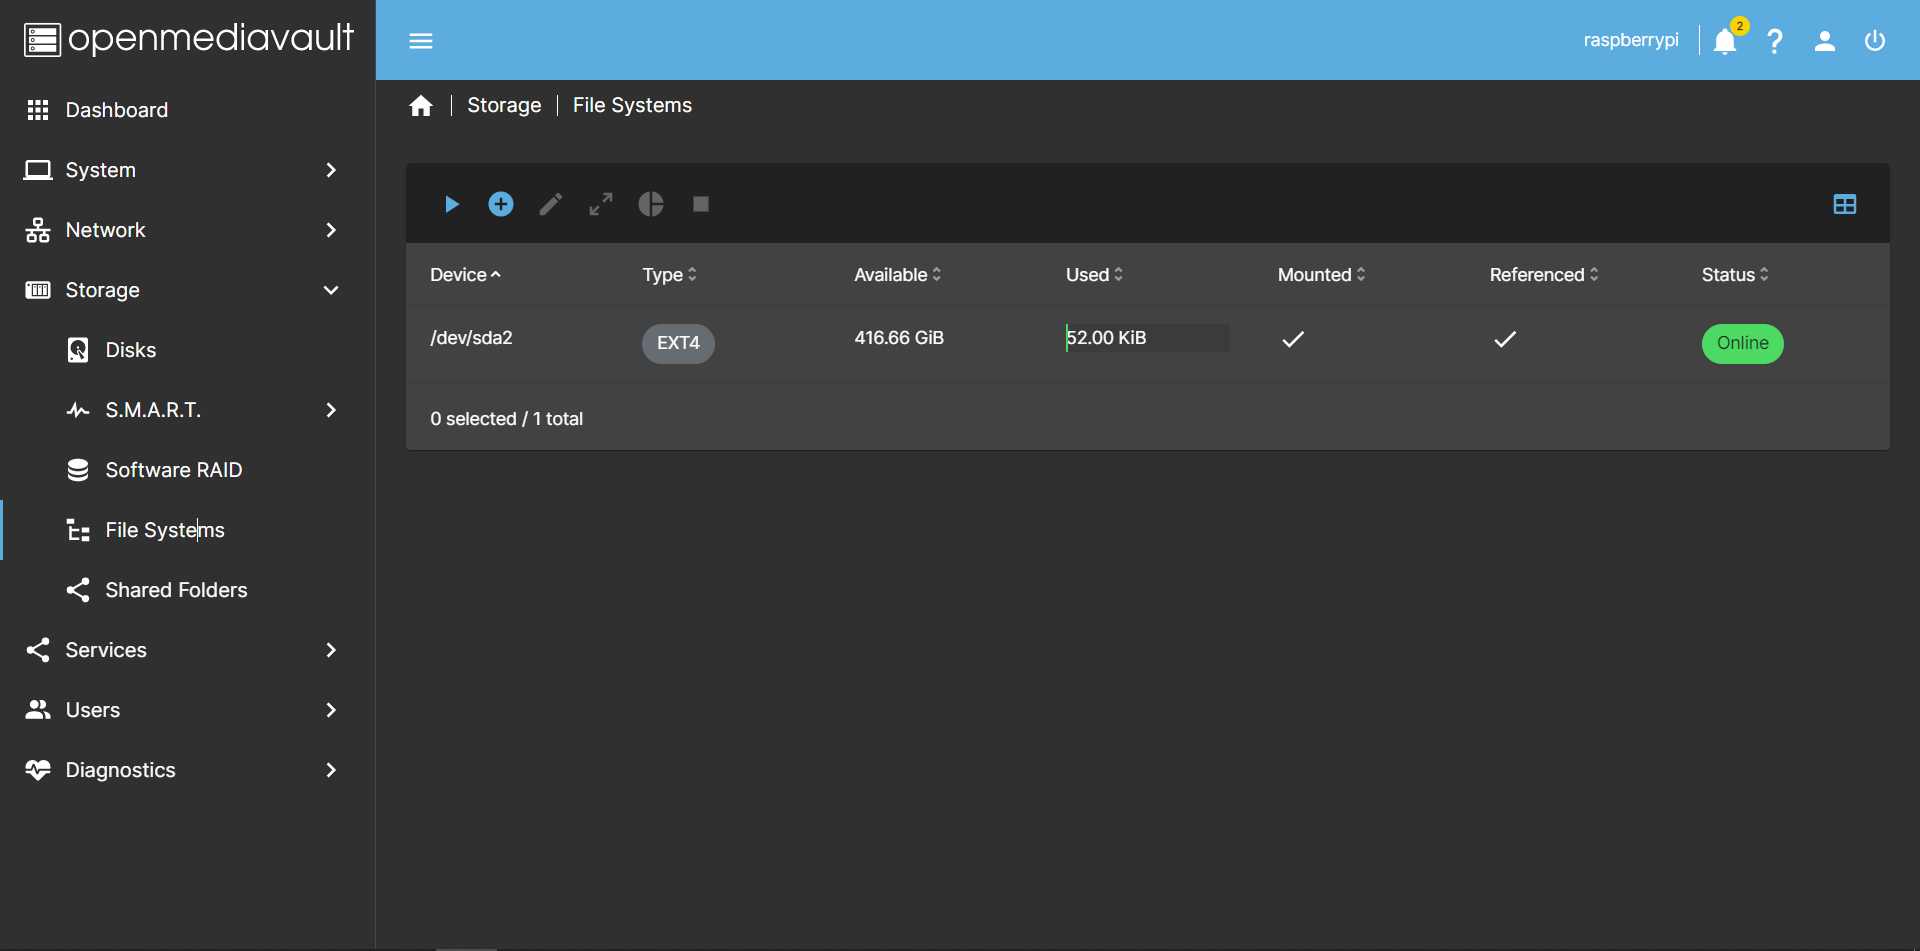 openmediavault
raspberrypi
2
?
Dashboard
System
Network
Storage
Disks
S.M.A.R.T.
Software RAID
File Systems
Shared Folders
Services
Users
Diagnostics
Storage | File Systems
Device Type Available Used Mounted Referenced Status
/dev/sda2 EXT4 416.66 GiB 52.00 KiB Online
0 selected / 1 total